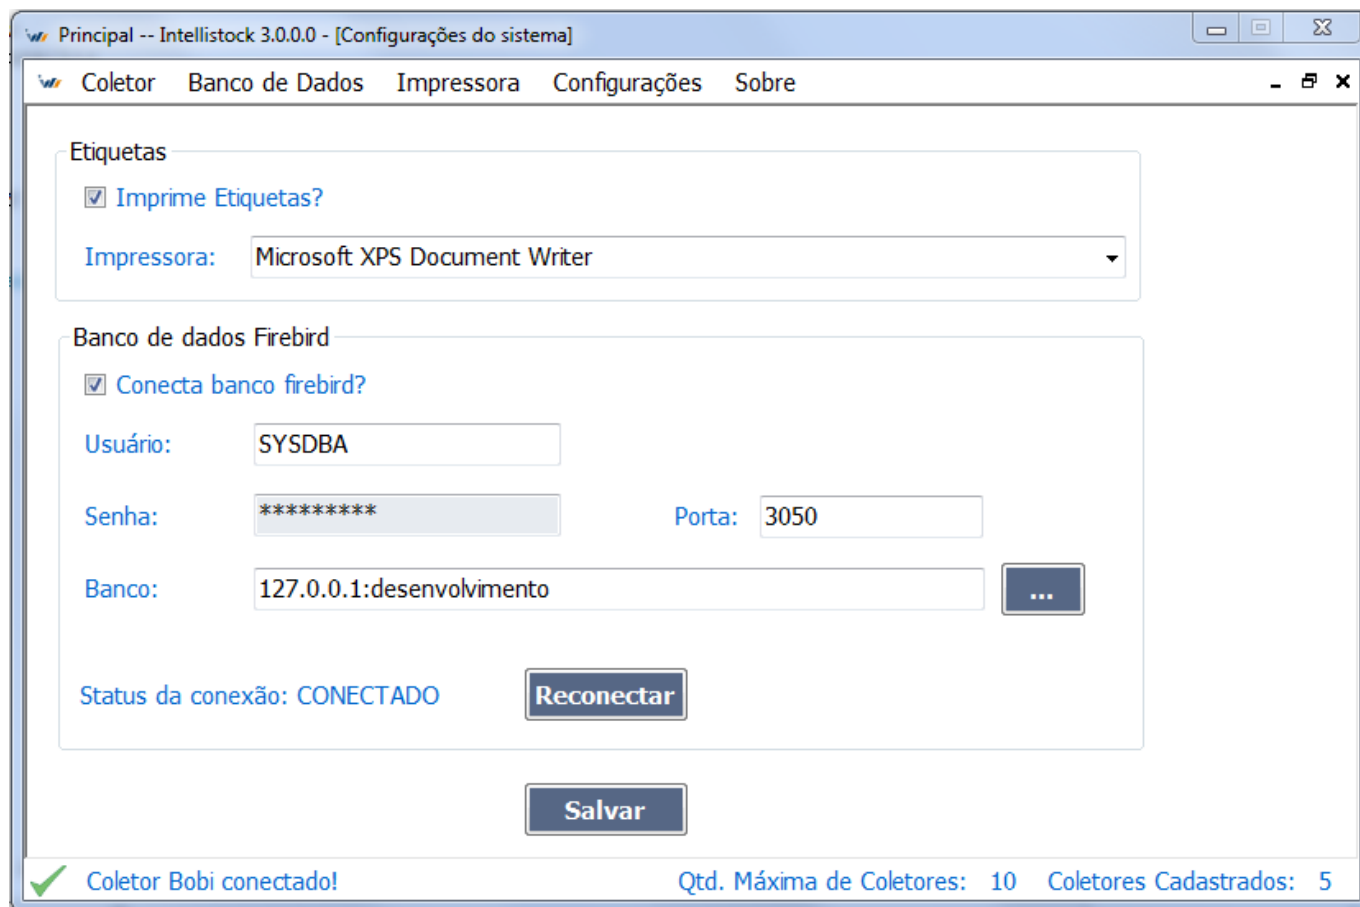 Principal -- Intellistock 3.0.0.0 - [Configurações do sistema]
Coletor Banco de Dados Impressora Configurações Sobre
Etiquetas
Imprime Etiquetas?
Impressora: Microsoft XPS Document Writer
Banco de dados Firebird
Conecta banco firebird?
Usuário: SYSDBA
Senha: ********* Porta: 3050
Banco: 127.0.0.1:desenvolvimento ...
Status da conexão: CONECTADO Reconectar
Salvar
Coletor Bobi conectado! Qtd. Máxima de Coletores: 10 Coletores Cadastrados: 5